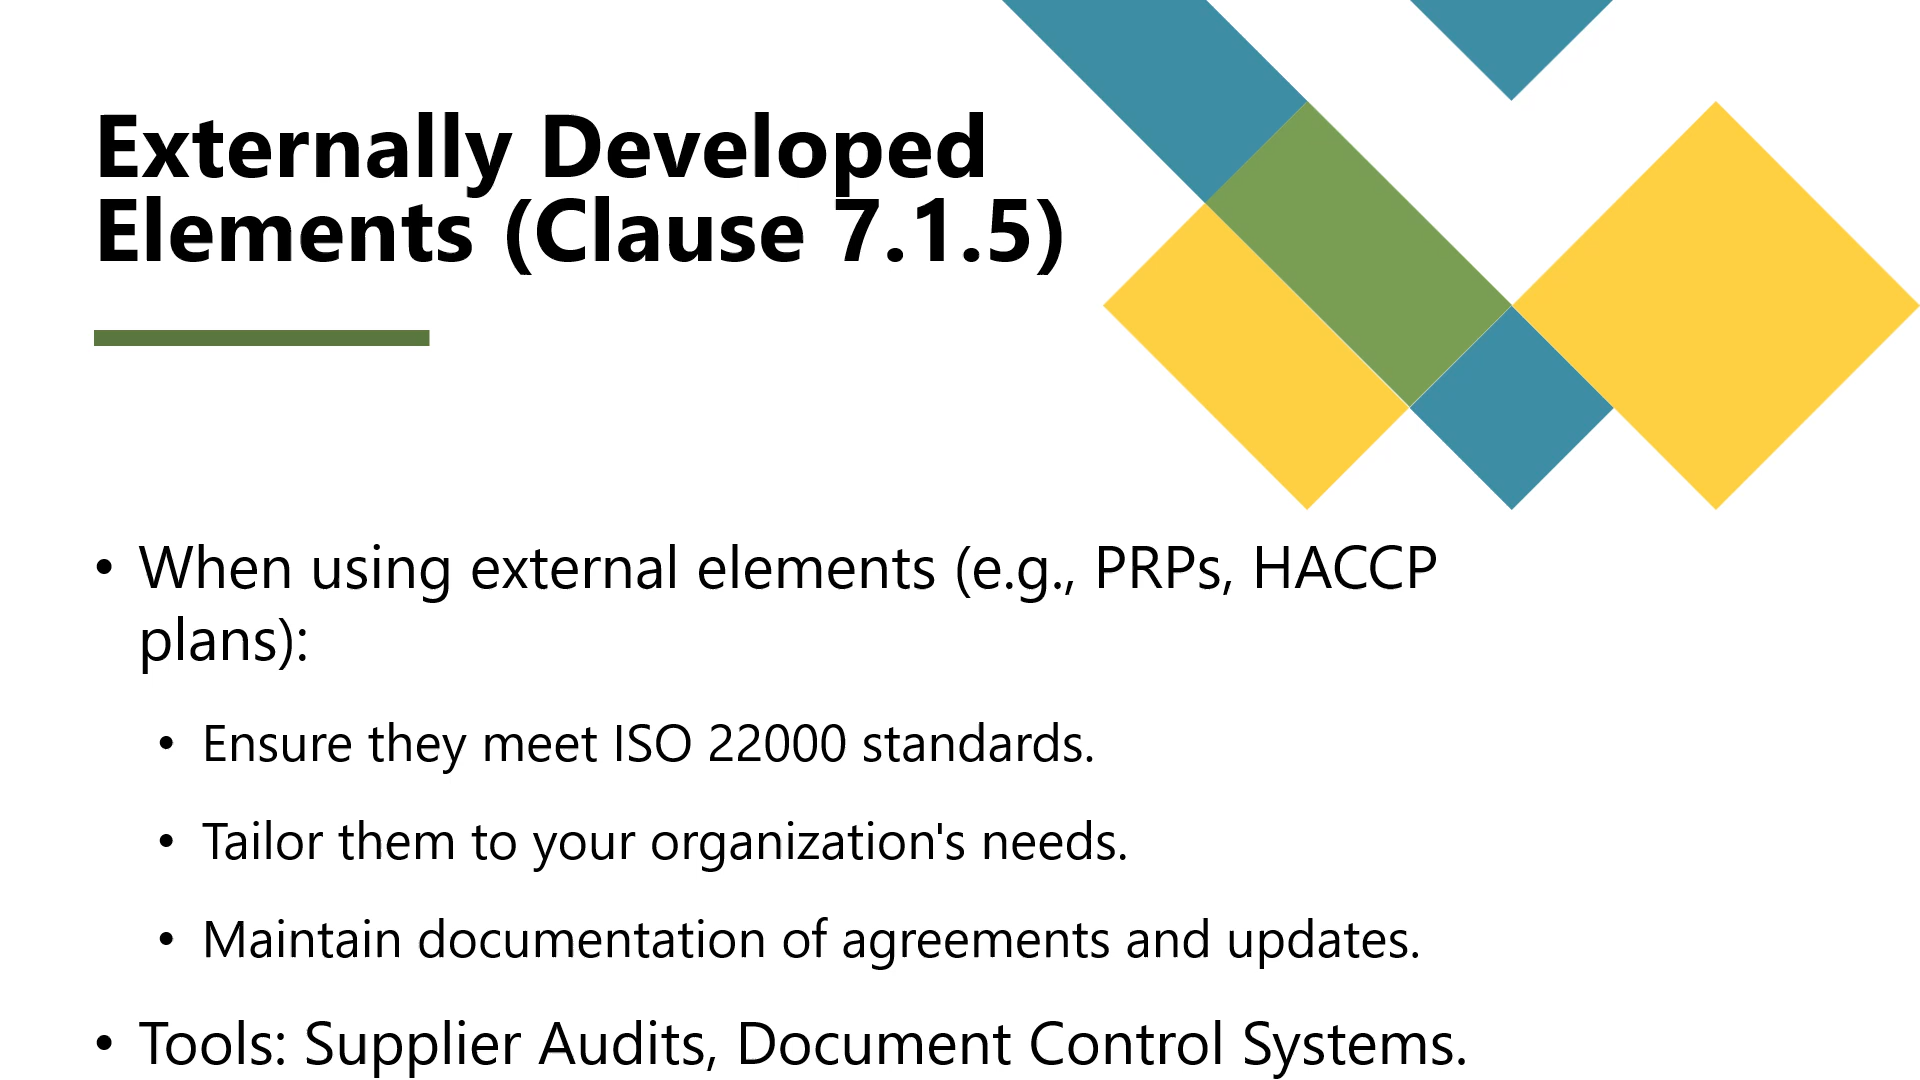 Externally Developed
Elements (Clause 7.1.5)
• When using external elements (e.g., PRPs, HACCP
plans):
• Ensure they meet ISO 22000 standards.
• Tailor them to your organization's needs.
• Maintain documentation of agreements and updates.
• Tools: Supplier Audits, Document Control Systems.